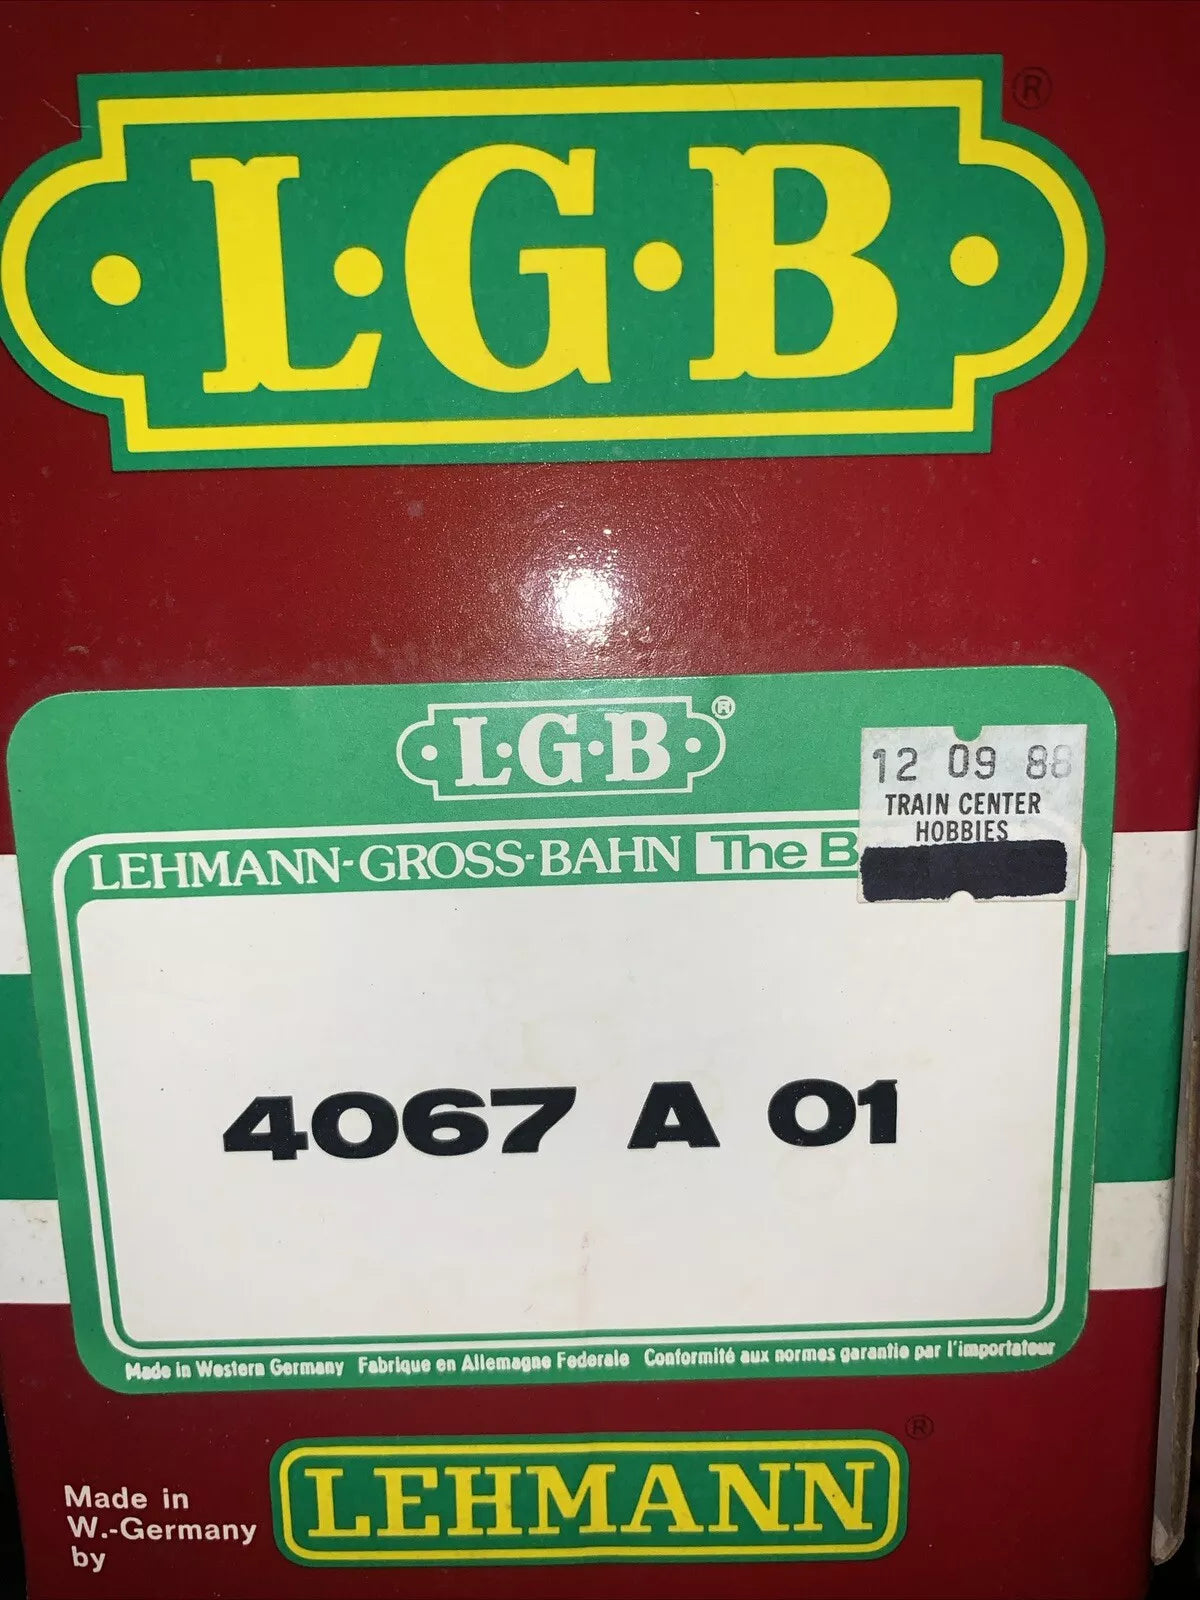 L·G·B ®
L·G·B ®
12 09 88
TRAIN CENTER
HOBBIES
LEHMANN-GROSS-BAHN The B
4067 A 01
Made in Western Germany Fabrique en Allemagne Federale Conformité aux normes garantie par l'importateur
LEHMANN ®
Made in
W.-Germany
by